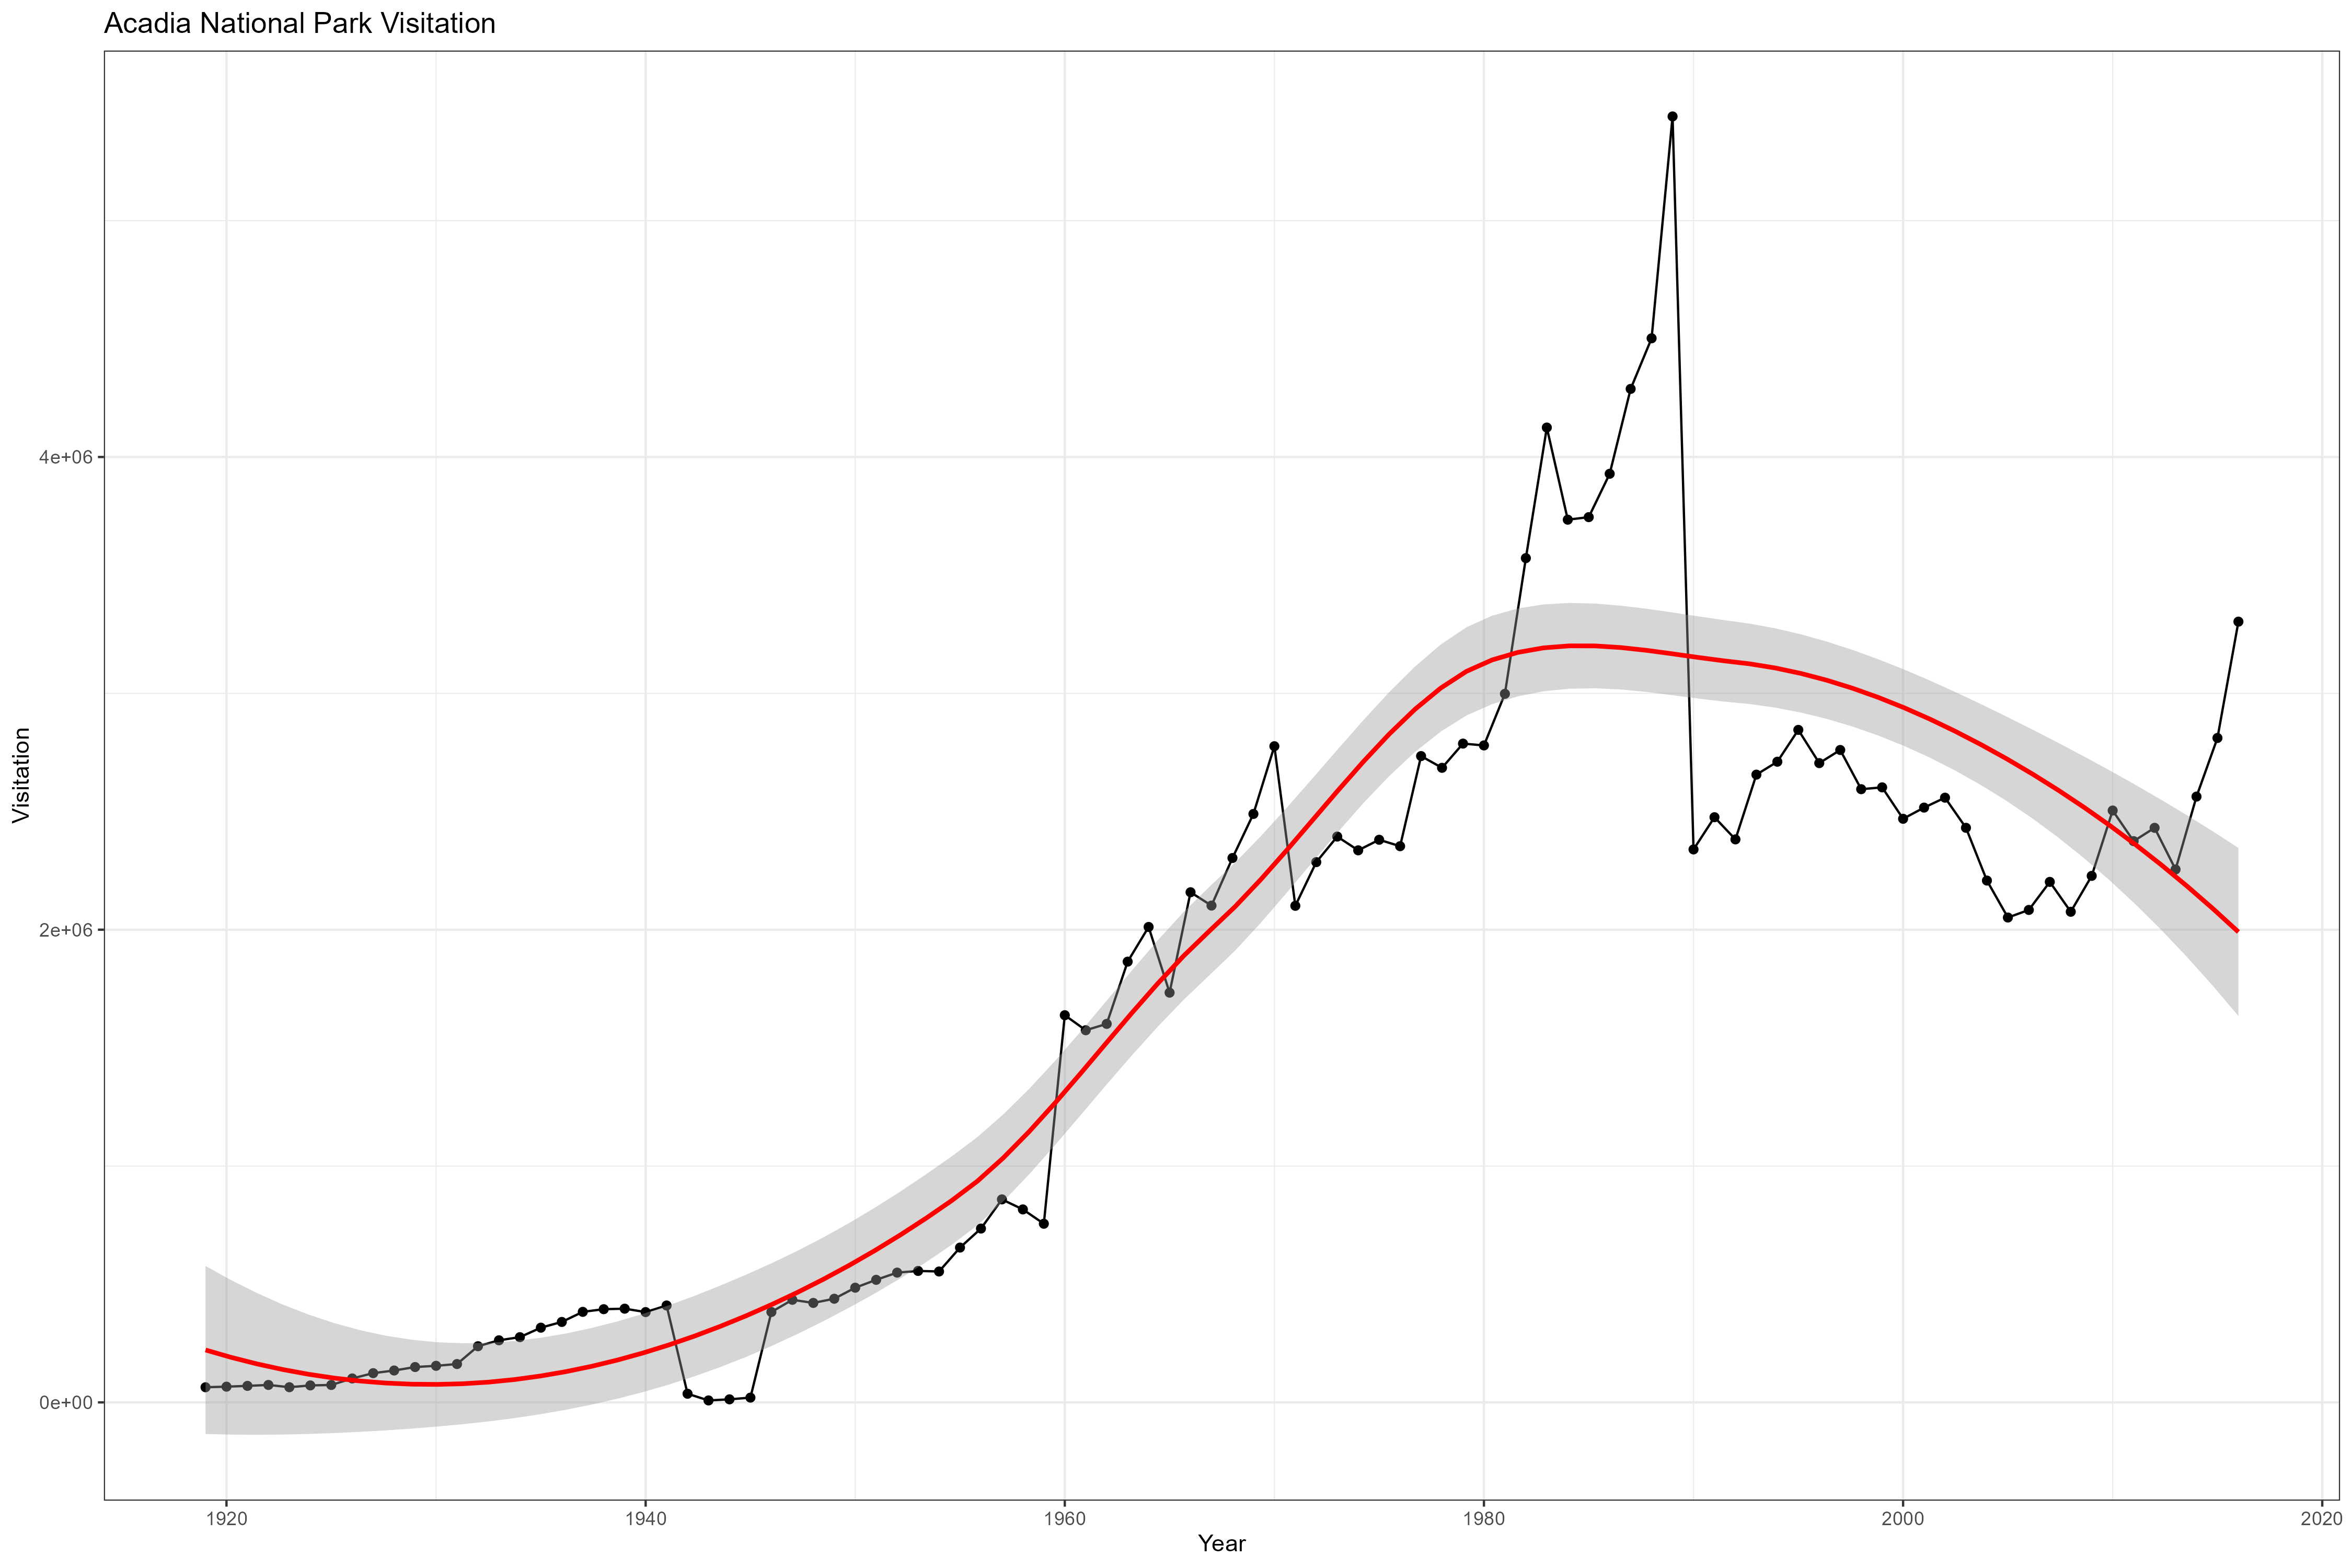 Acadia National Park Visitation
Visitation
4e+06
2e+06
0e+00
1920
1940
1960
1980
2000
2020
Year